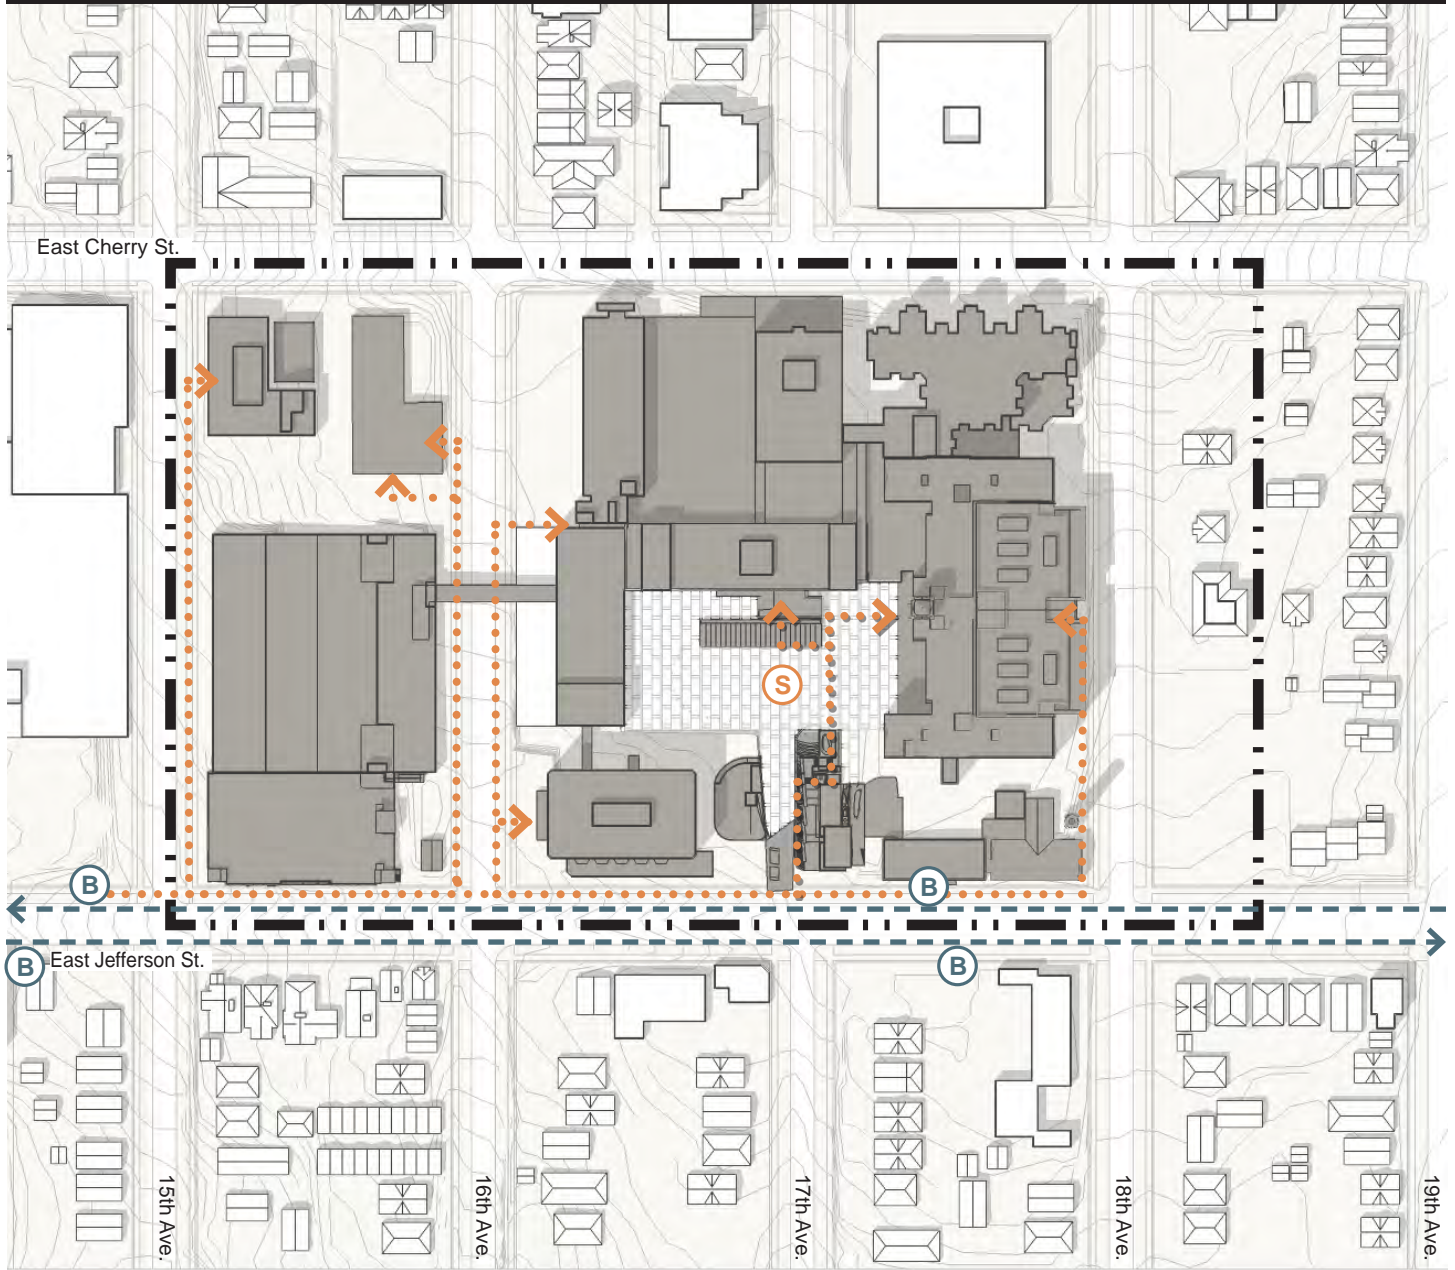 East Cherry St.
S
B
B
B
East Jefferson St.
B
15th Ave.
16th Ave.
17th Ave.
18th Ave.
19th Ave.